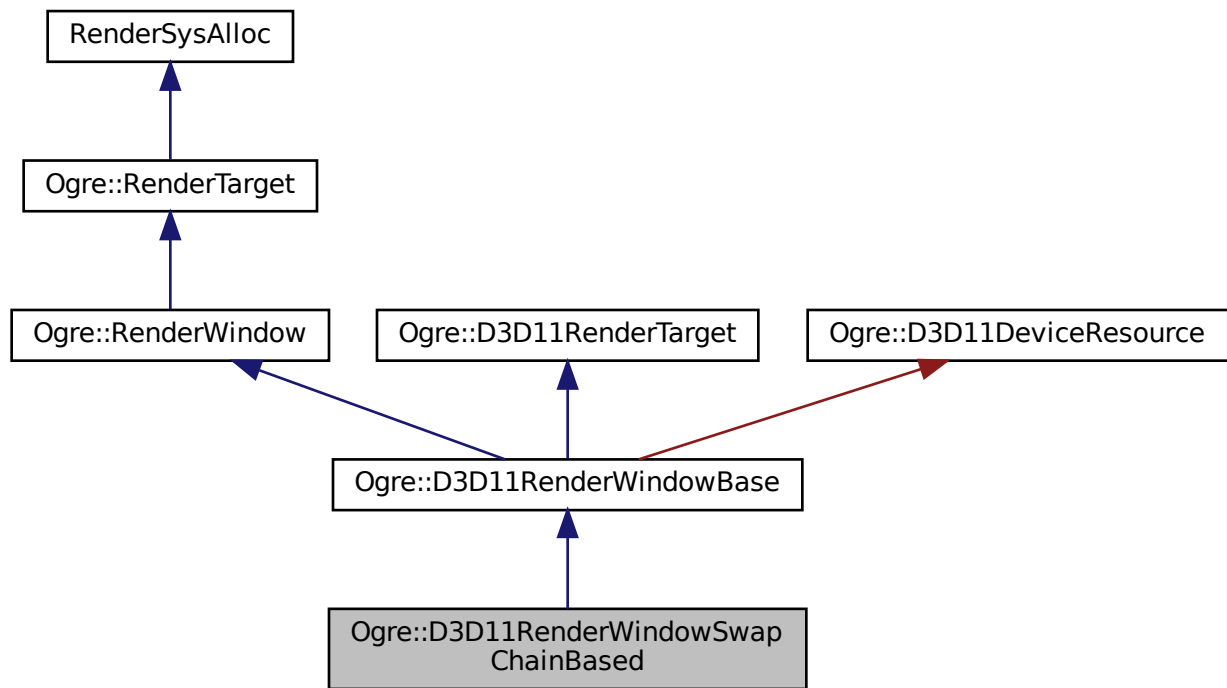 RenderSysAlloc
Ogre::RenderTarget
Ogre::RenderWindow
Ogre::D3D11RenderTarget
Ogre::D3D11DeviceResource
Ogre::D3D11RenderWindowBase
Ogre::D3D11RenderWindowSwap
ChainBased